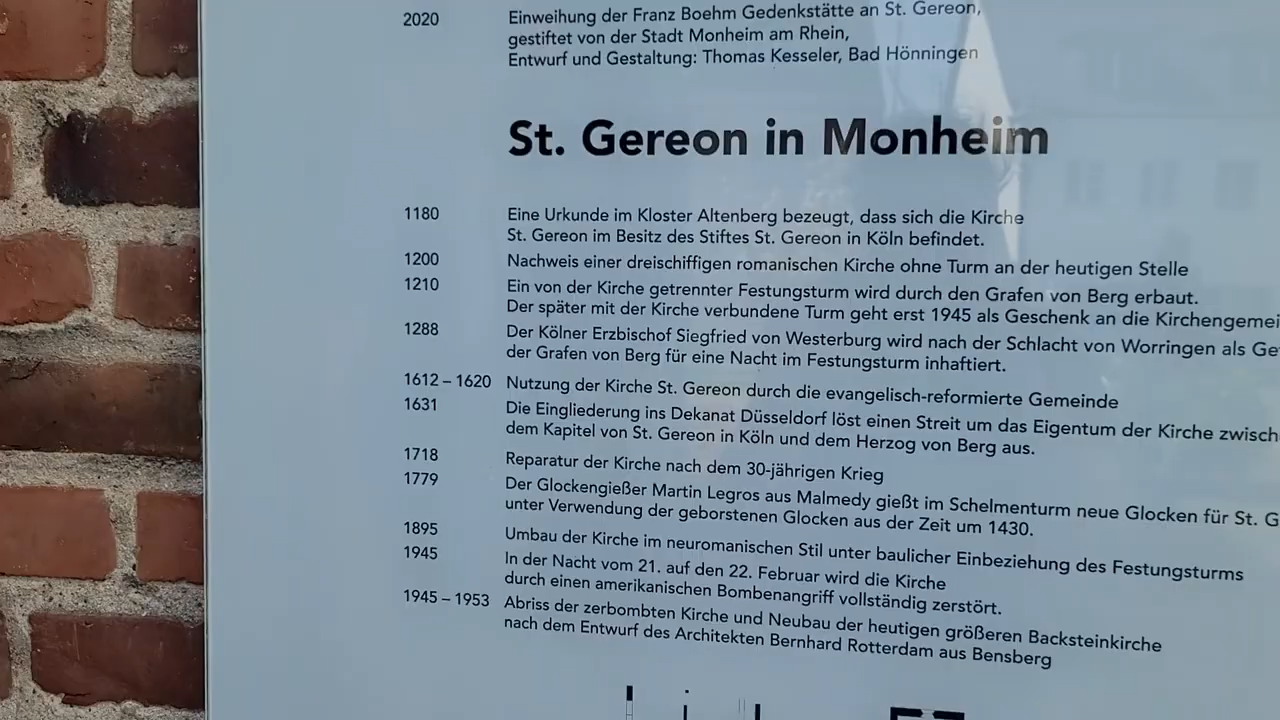 2020 Einweihung der Franz Boehm Gedenkstätte an St. Gereon,
gestiftet von der Stadt Monheim am Rhein,
Entwurf und Gestaltung: Thomas Kesseler, Bad Hönningen
St. Gereon in Monheim
1180 Eine Urkunde im Kloster Altenberg bezeugt, dass sich die Kirche
St. Gereon im Besitz des Stiftes St. Gereon in Köln befindet.
1200 Nachweis einer dreischiffigen romanischen Kirche ohne Turm an der heutigen Stelle
1210 Ein von der Kirche getrennter Festungsturm wird durch den Grafen von Berg erbaut.
Der später mit der Kirche verbundene Turm geht erst 1945 als Geschenk an die
1288 Der Kölner Erzbischof Siegfried von Westerburg wird nach der Schlacht von Worringen als
der Grafen von Berg für eine Nacht im Festungsturm inhaftiert.
1612 – 1620 Nutzung der Kirche St. Gereon durch die evangelisch-reformierte Gemeinde
1631 Die Eingliederung ins Dekanat Düsseldorf löst einen Streit um das Eigentum der Kirche
dem Kapitel von St. Gereon in Köln und dem Herzog von Berg aus.
1718 Reparatur der Kirche nach dem 30-jährigen Krieg
1779 Der Glockengießer Martin Legros aus Malmedy gießt im Schelmenturm neue Glocken für St.
unter Verwendung der geborstenen Glocken aus der Zeit um 1430.
1895 Umbau der Kirche im neuromanischen Stil unter baulicher Einbeziehung des Festungsturms
1945 In der Nacht vom 21. auf den 22. Februar wird die Kirche
durch einen amerikanischen Bombenangriff vollständig zerstört.
1945 – 1953 Abriss der zerbombten Kirche und Neubau der heutigen größeren Backsteinkirche
nach dem Entwurf des Architekten Bernhard Rotterdam aus Bensberg